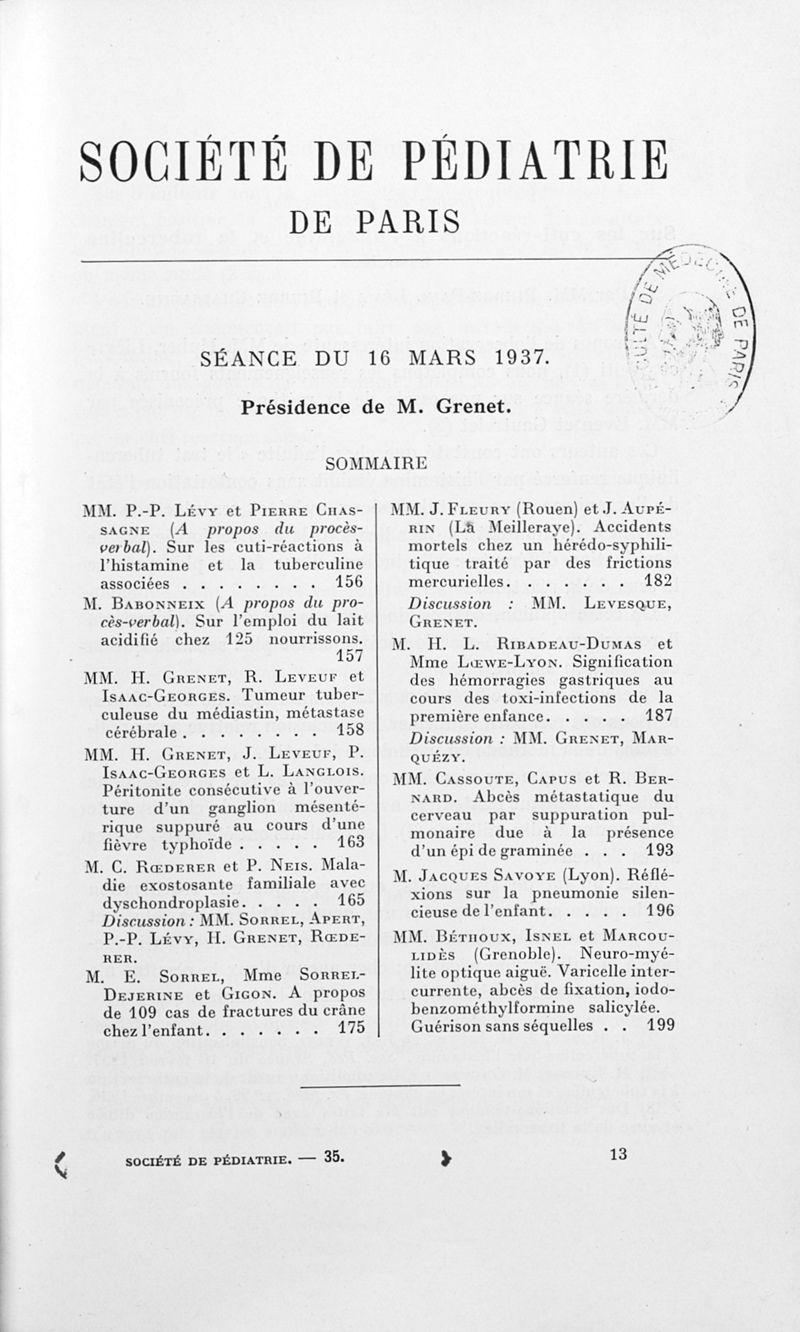 SOCIÉTÉ DE PÉDIATRIE
DE PARIS
SÉANCE DU 16 MARS 1937.
Présidence de M. Grenet.
SOMMAIRE
MM. P.-P. Lévy et Pierre Chas-
sagne (A propos du procès-
verbal). Sur les cuti-réactions à
l'histamine et la tuberculine
associées . . . . . . . . 156
M. Babonneix (A propos du pro-
cès-verbal). Sur l'emploi du lait
acidifié chez 125 nourrissons.
157
MM. H. Grenet, R. Leveuf et
Isaac-Georges. Tumeur tuber-
culeuse du médiastin, métastase
cérébrale . . . . . . . . 158
MM. H. Grenet, J. Leveuf, P.
Isaac-Georges et L. Langlois.
Péritonite consécutive à l'ouver-
ture d'un ganglion mésenté-
rique suppuré au cours d'une
fièvre typhoïde . . . . . 163
M. C. Rœderer et P. Neis. Mala-
die exostosante familiale avec
dyschondroplasie. . . . . 165
Discussion : MM. Sorrel, Apert,
P.-P. Lévy, H. Grenet, Rœde-
rer.
M. E. Sorrel, Mme Sorrel-
Dejerine et Gigon. A propos
de 109 cas de fractures du crâne
chez l'enfant. . . . . . . 175
MM. J. Fleury (Rouen) et J. Aupé-
rin (La Meilleraye). Accidents
mortels chez un hérédo-syphili-
tique traité par des frictions
mercurielles. . . . . . . 182
Discussion : MM. Levesque,
Grenet.
M. H. L. Ribadeau-Dumas et
Mme Lœwe-Lyon. Signification
des hémorragies gastriques au
cours des toxi-infections de la
première enfance. . . . . 187
Discussion : MM. Grenet, Mar-
quézy.
MM. Cassoute, Capus et R. Ber-
nard. Abcès métastatique du
cerveau par suppuration pul-
monaire due à la présence
d'un épi de graminée . . . 193
M. Jacques Savoye (Lyon). Réfle-
xions sur la pneumonie silen-
cieuse de l'enfant. . . . . 196
MM. Béthoux, Isnel et Marcou-
lidès (Grenoble). Neuro-myé-
lite optique aiguë. Varicelle inter-
currente, abcès de fixation, iodo-
benzométhylformine salicylée.
Guérison sans séquelles . . 199
SOCIÉTÉ DE PÉDIATRIE. — 35.
13